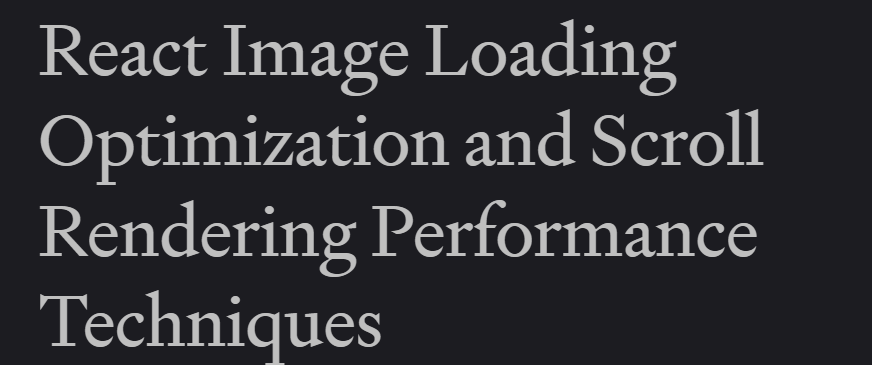 React Image Loading
Optimization and Scroll
Rendering Performance
Techniques